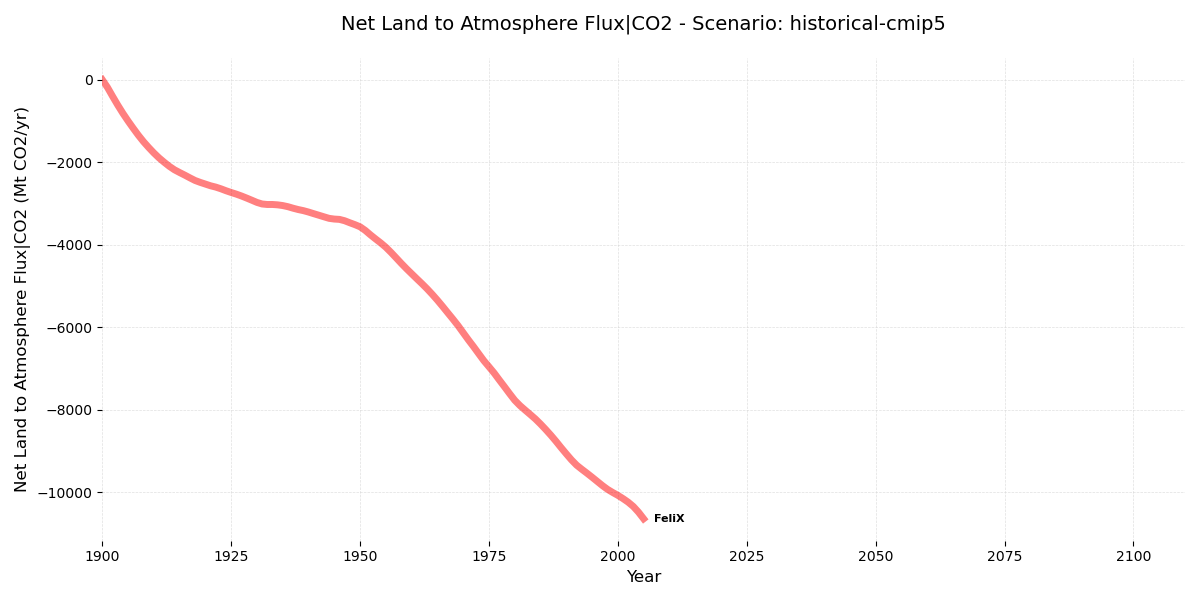 Net Land to Atmosphere Flux|CO2 - Scenario: historical-cmip5
Net Land to Atmosphere Flux|CO2 (Mt CO2/yr)
0
−2000
−4000
−6000
−8000
−10000
FeliX
1900 1925 1950 1975 2000 2025 2050 2075 2100
Year